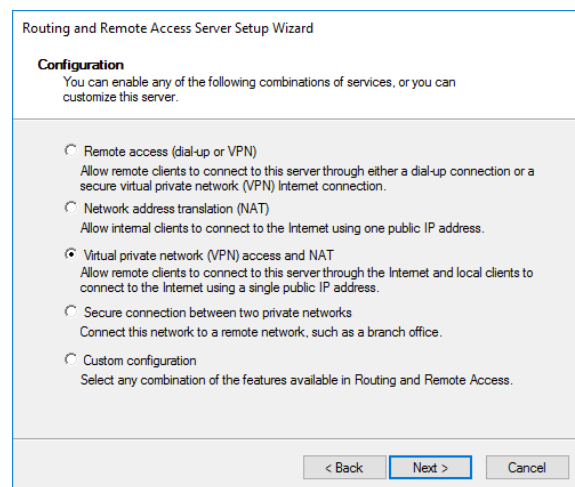 Routing and Remote Access Server Setup Wizard
Configuration
You can enable any of the following combinations of services, or you can
customize this server.
Remote access (dial-up or VPN)
Allow remote clients to connect to this server through either a dial-up connection or a
secure virtual private network (VPN) Internet connection.
Network address translation (NAT)
Allow internal clients to connect to the Internet using one public IP address.
Virtual private network (VPN) access and NAT
Allow remote clients to connect to this server through the Internet and local clients to
connect to the Internet using a single public IP address.
Secure connection between two private networks
Connect this network to a remote network, such as a branch office.
Custom configuration
Select any combination of the features available in Routing and Remote Access.
< Back Next > Cancel